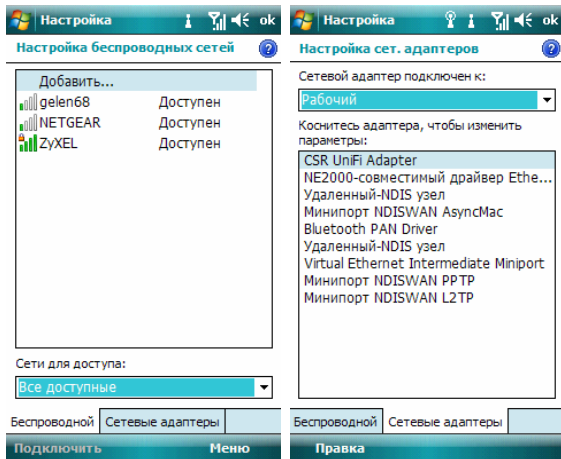 Настройка
ok
Настройка беспроводных сетей
?
Добавить...
gelen68 Доступен
NETGEAR Доступен
ZyXEL Доступен
Сети для доступа:
Все доступные
Беспроводной Сетевые адаптеры
Подключить Меню
Настройка
ok
Настройка сет. адаптеров
?
Сетевой адаптер подключен к:
Рабочий
Коснитесь адаптера, чтобы изменить
параметры:
CSR UniFi Adapter
NE2000-совместимый драйвер Ethe...
Удаленный-NDIS узел
Минипорт NDISWAN AsyncMac
Bluetooth PAN Driver
Удаленный-NDIS узел
Virtual Ethernet Intermediate Miniport
Минипорт NDISWAN PPTP
Минипорт NDISWAN L2TP
Беспроводной Сетевые адаптеры
Правка